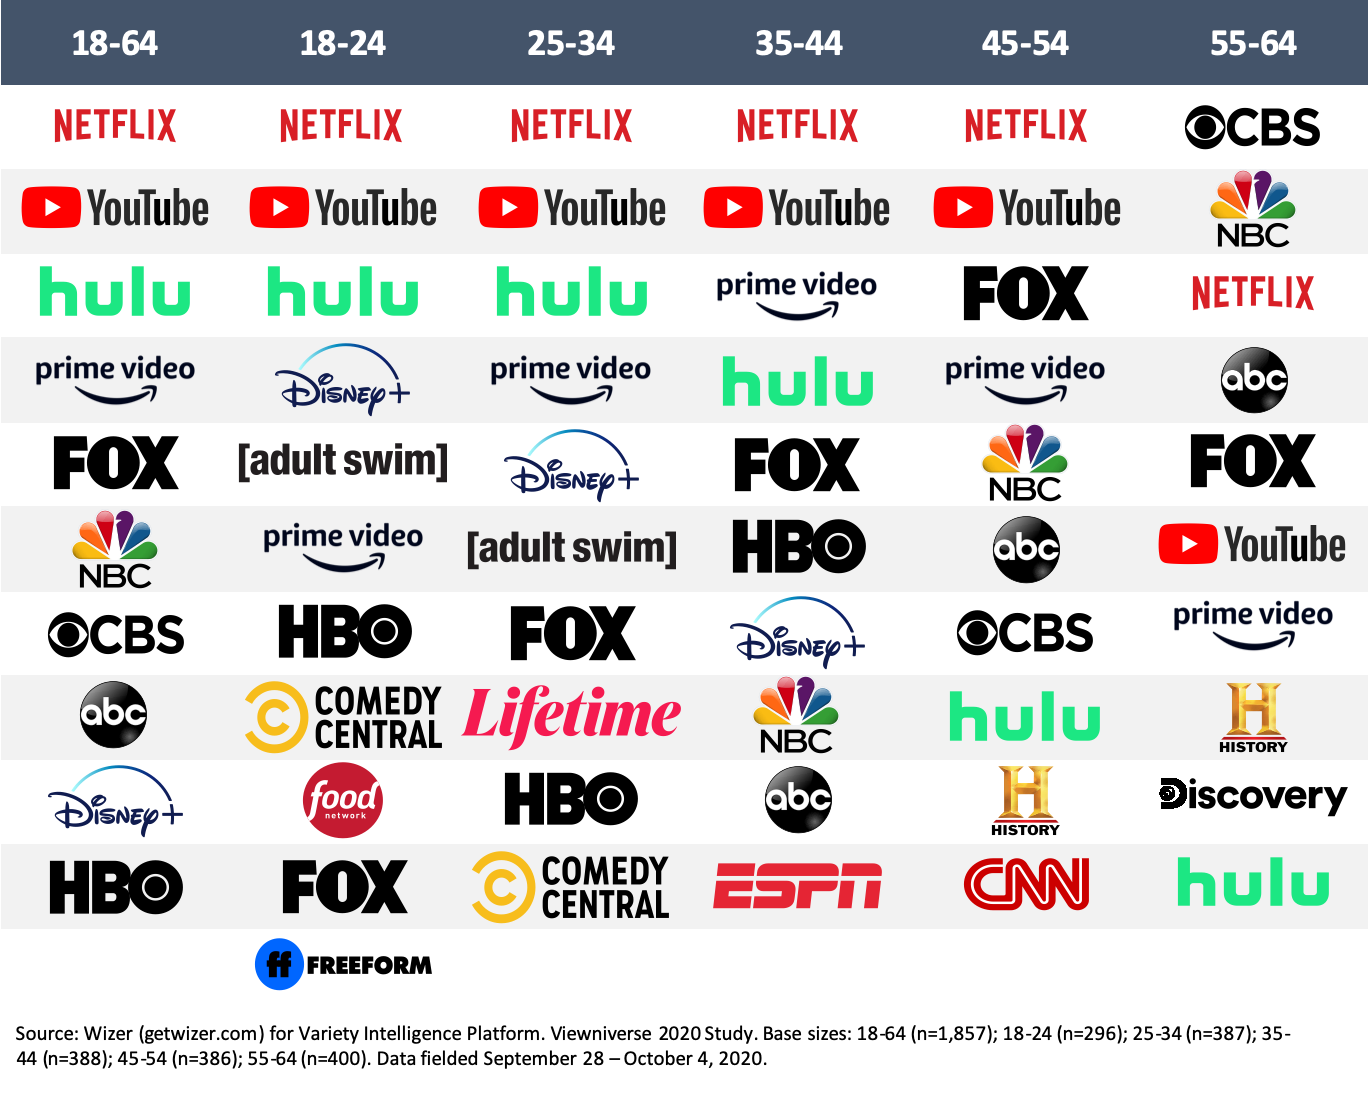 18-64 18-24 25-34 35-44 45-54 55-64
NETFLIX NETFLIX NETFLIX NETFLIX NETFLIX CBS
YouTube YouTube YouTube YouTube YouTube NBC
hulu hulu hulu prime video FOX NETFLIX
prime video Disney+ prime video hulu prime video abc
FOX [adult swim] Disney+ FOX NBC FOX
NBC prime video [adult swim] HBO abc YouTube
CBS HBO FOX Disney+ CBS prime video
abc COMEDY CENTRAL Lifetime NBC hulu H HISTORY
Disney+ food network HBO abc H HISTORY Discovery
HBO FOX COMEDY CENTRAL ESPN CNN hulu
ff FREEFORM
Source: Wizer (getwizer.com) for Variety Intelligence Platform. Viewniverse 2020 Study. Base sizes: 18-64 (n=1,857); 18-24 (n=296); 25-34 (n=387); 35-
44 (n=388); 45-54 (n=386); 55-64 (n=400). Data fielded September 28 – October 4, 2020.